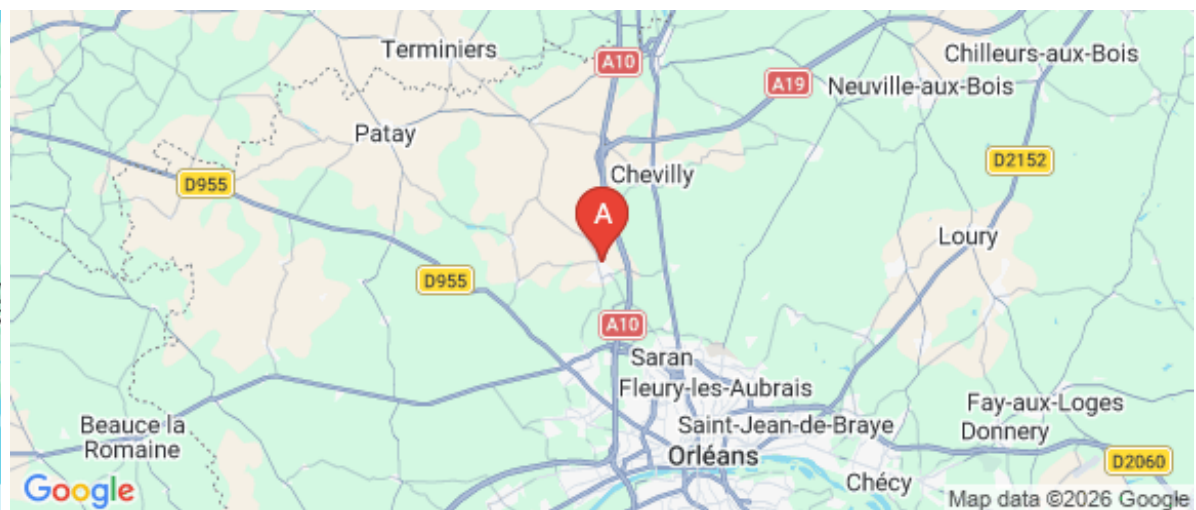 Terminiers
A10
Chilleurs-aux-Bois
A19
Neuville-aux-Bois
Patay
D2152
Chevilly
D955
A
Loury
D955
A10
Saran
Fleury-les-Aubrais
Fay-aux-Loges
Beauce la
Romaine
Saint-Jean-de-Braye
Donnery
Orléans
D2060
Chécy
Google
Map data ©2026 Google